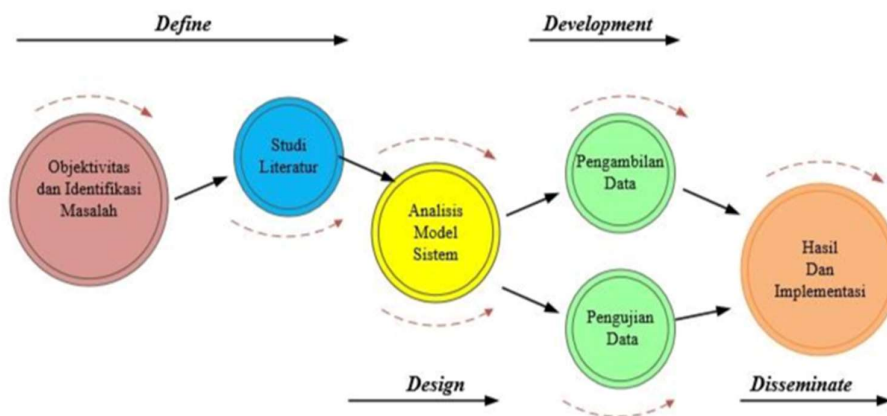 Define
Development
Objektivitas
dan Identifikasi
Masalah
Studi
Literatur
Analisis
Model
Sistem
Pengambilan
Data
Pengujian
Data
Hasil
Dan
Implementasi
Design
Disseminate